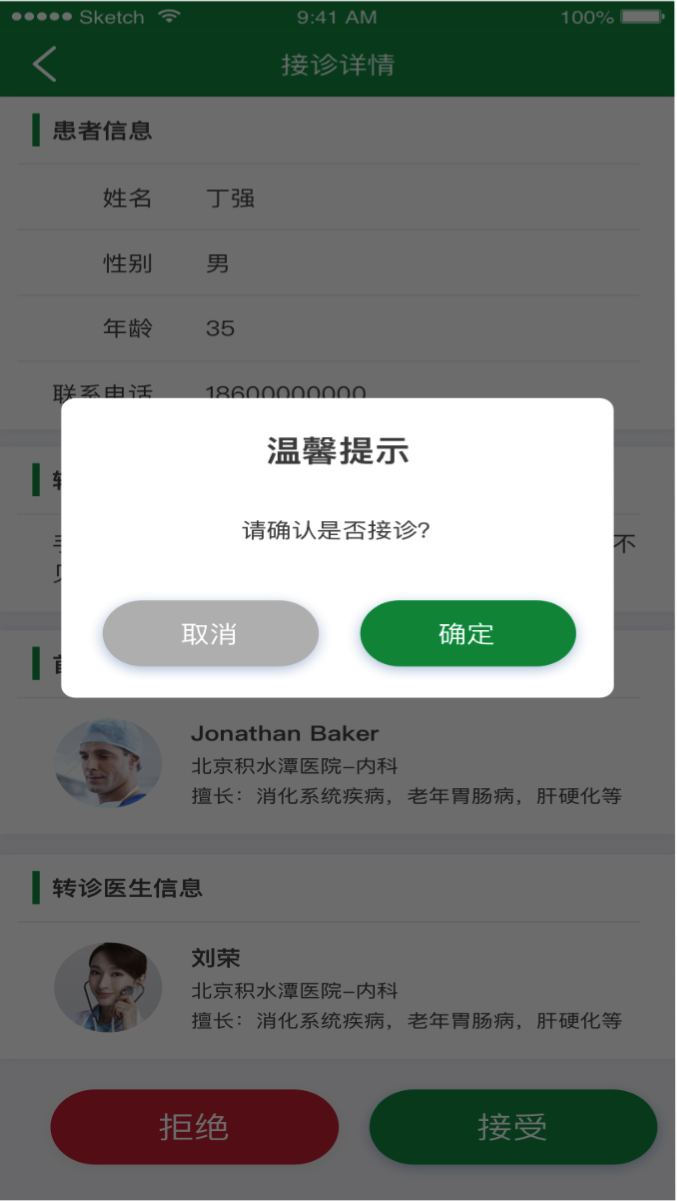 Sketch 9:41 AM 100%
接诊详情
患者信息
姓名 丁强
性别 男
年龄 35
联系电话 18600000000
温馨提示
请确认是否接诊?
不
取消 确定
Jonathan Baker
北京积水潭医院-内科
擅长：消化系统疾病，老年胃肠病，肝硬化等
转诊医生信息
刘荣
北京积水潭医院-内科
擅长：消化系统疾病，老年胃肠病，肝硬化等
拒绝 接受